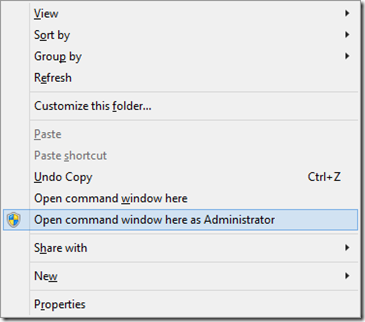 View
Sort by
Group by
Refresh
Customize this folder...
Paste
Paste shortcut
Undo Copy Ctrl+Z
Open command window here
Open command window here as Administrator
Share with
New
Properties